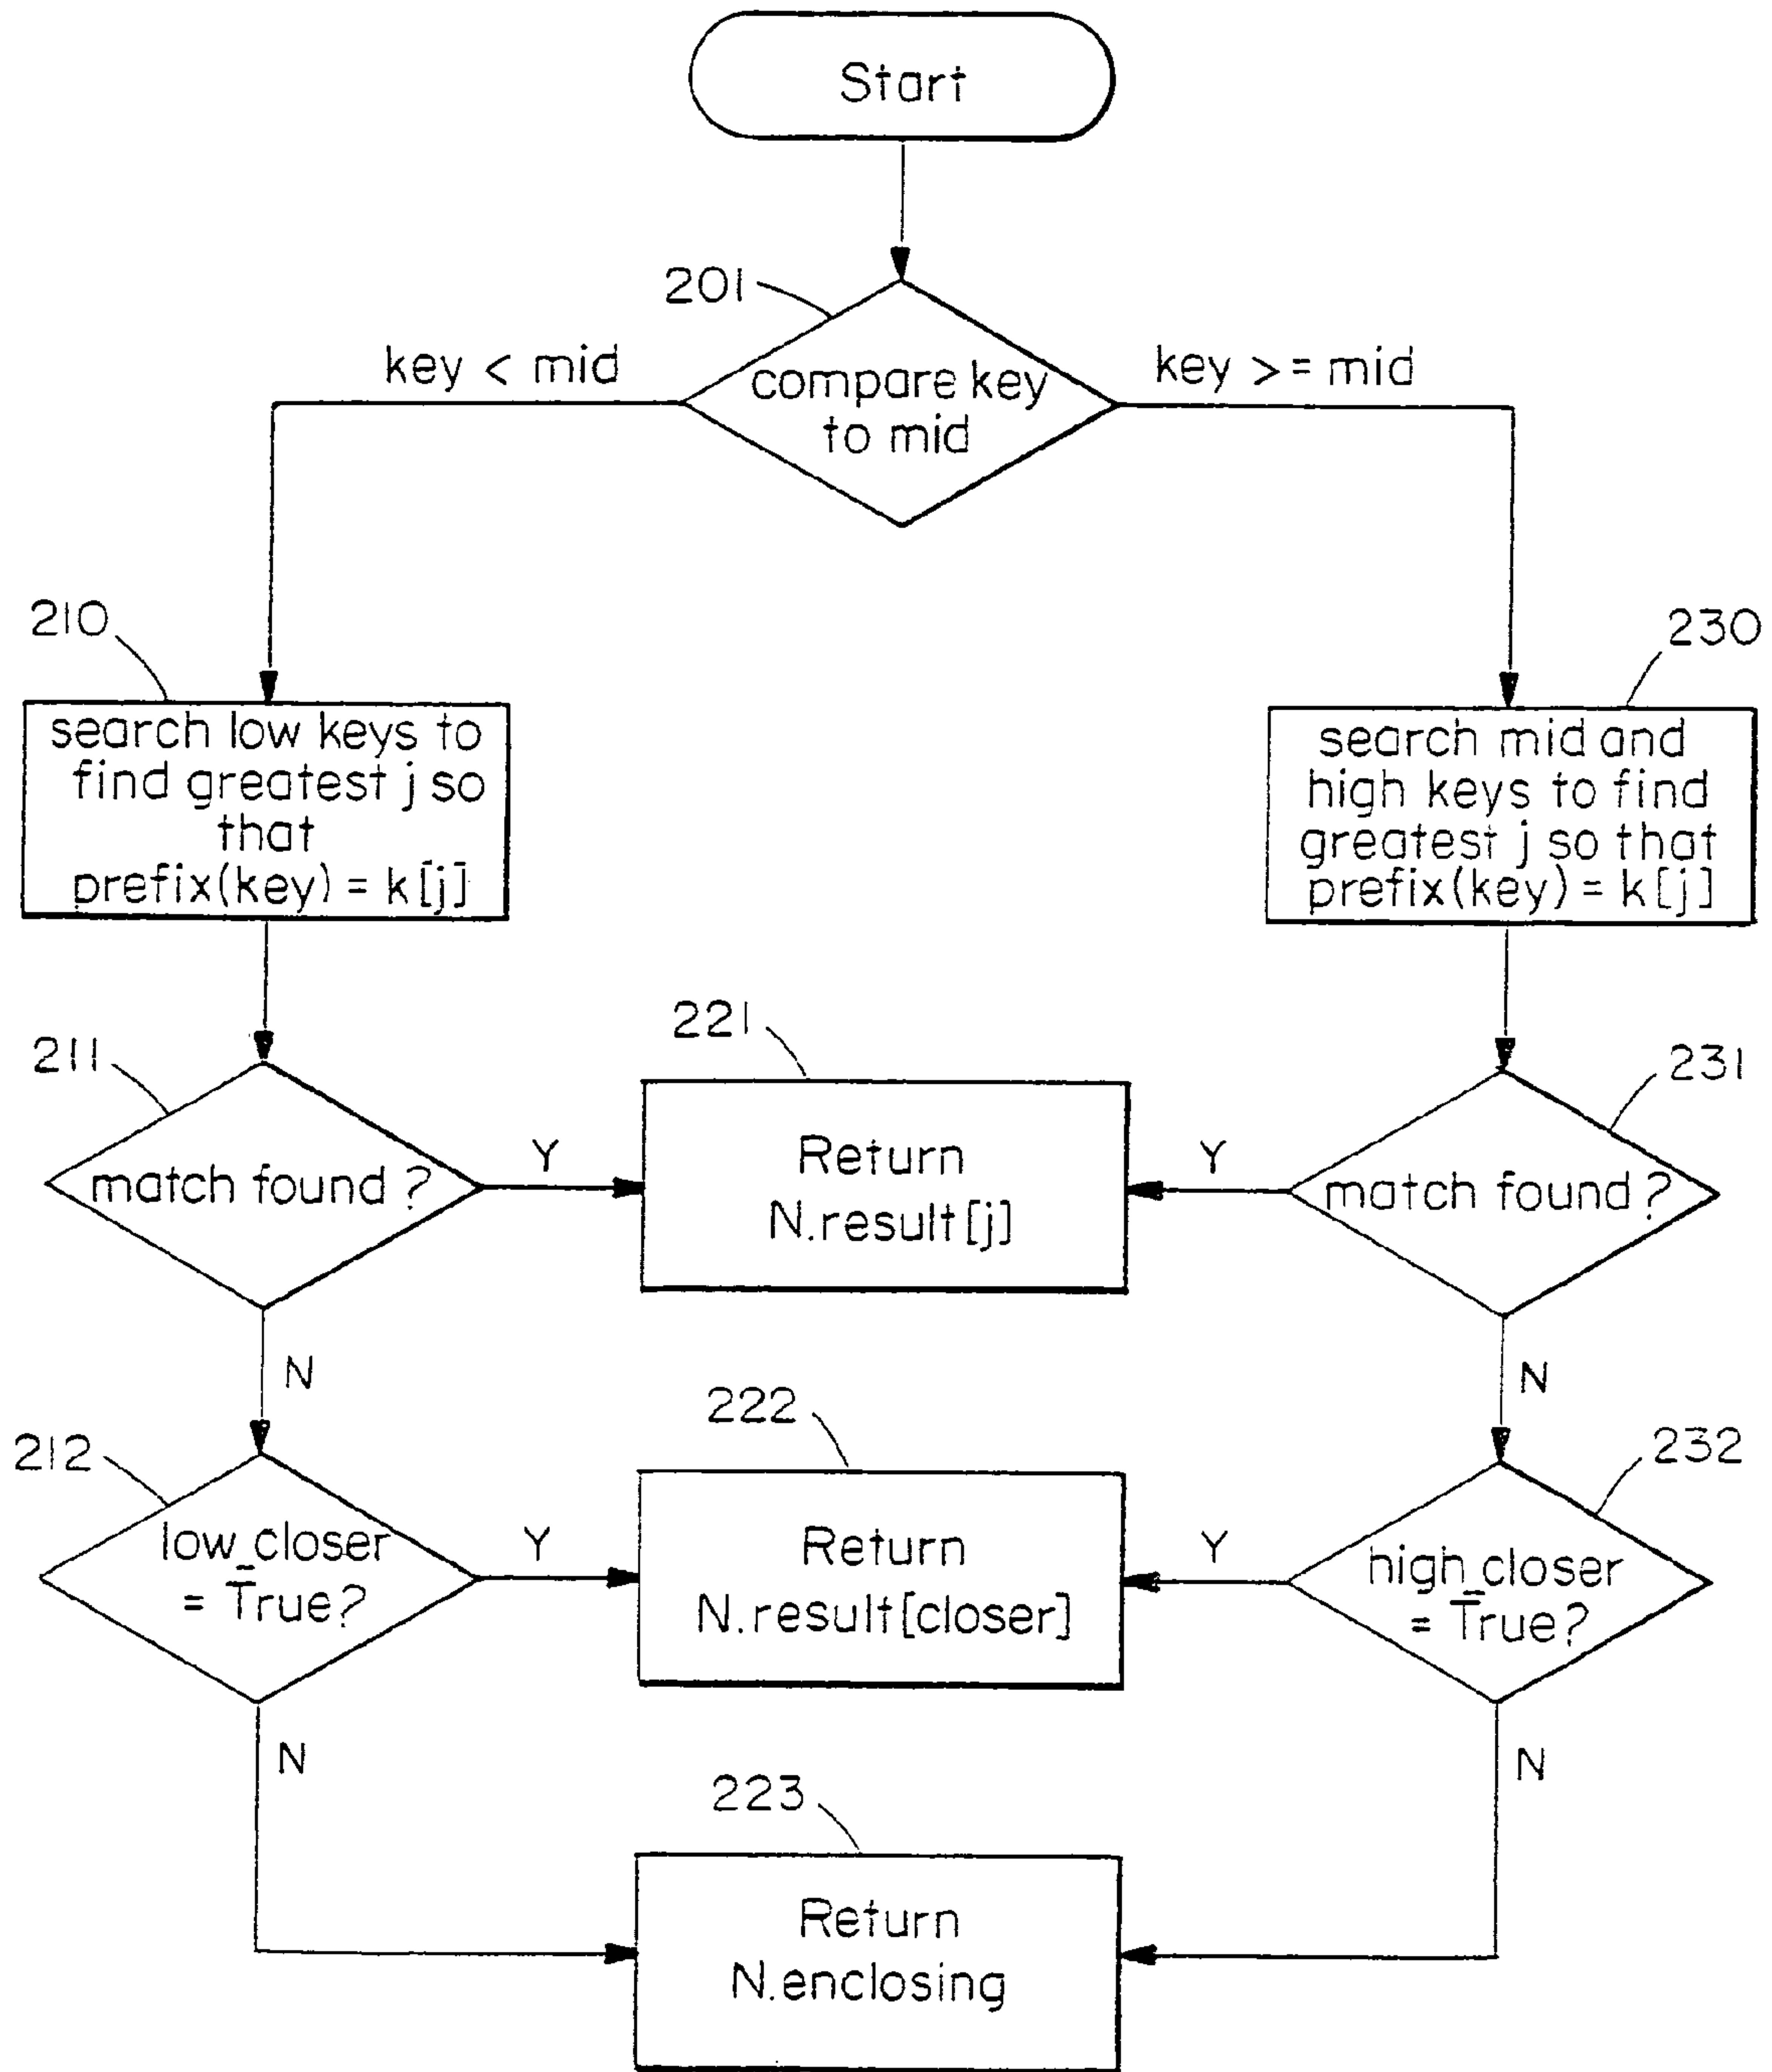 Start
201
key < mid
compare key
to mid
key >= mid
210
search low keys to
find greatest j so
that
prefix(key) = k[j]
230
search mid and
high keys to find
greatest j so that
prefix(key) = k[j]
211
match found ?
Y
N
221
Return
N.result[j]
231
match found ?
Y
N
212
low_closer
= True?
Y
N
222
Return
N.result[closer]
232
high_closer
= True?
Y
N
223
Return
N.enclosing